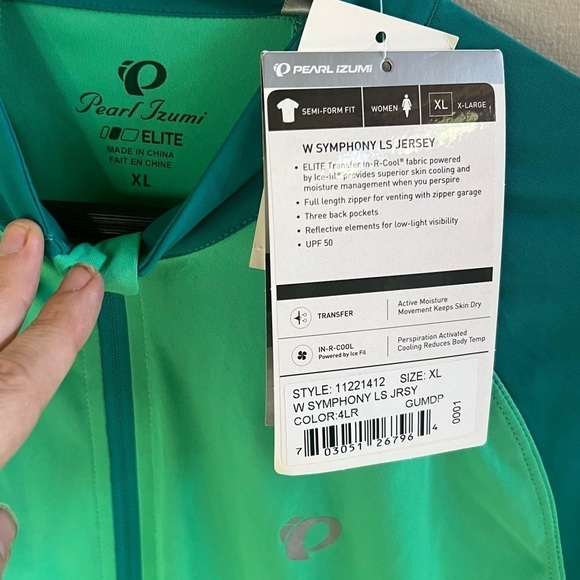 Pearl Izumi
ELITE
MADE IN CHINA
FAIT EN CHINE
XL
PEARL iZUMi
SEMI-FORM FIT
WOMEN
XL
X-LARGE
W SYMPHONY LS JERSEY
• ELITE Transfer In-R-Cool® fabric powered
by Ice-fil® provides superior skin cooling and
moisture management when you perspire
• Full length zipper for venting with zipper garage
• Three back pockets
• Reflective elements for low-light visibility
• UPF 50
TRANSFER
Active Moisture
Movement Keeps Skin Dry
IN-R-COOL
Powered by Ice Fil
Perspiration Activated
Cooling Reduces Body Temp
STYLE: 11221412 SIZE: XL
W SYMPHONY LS JRSY
COLOR:4LR GUMDP
7 03051 26796 4
0001